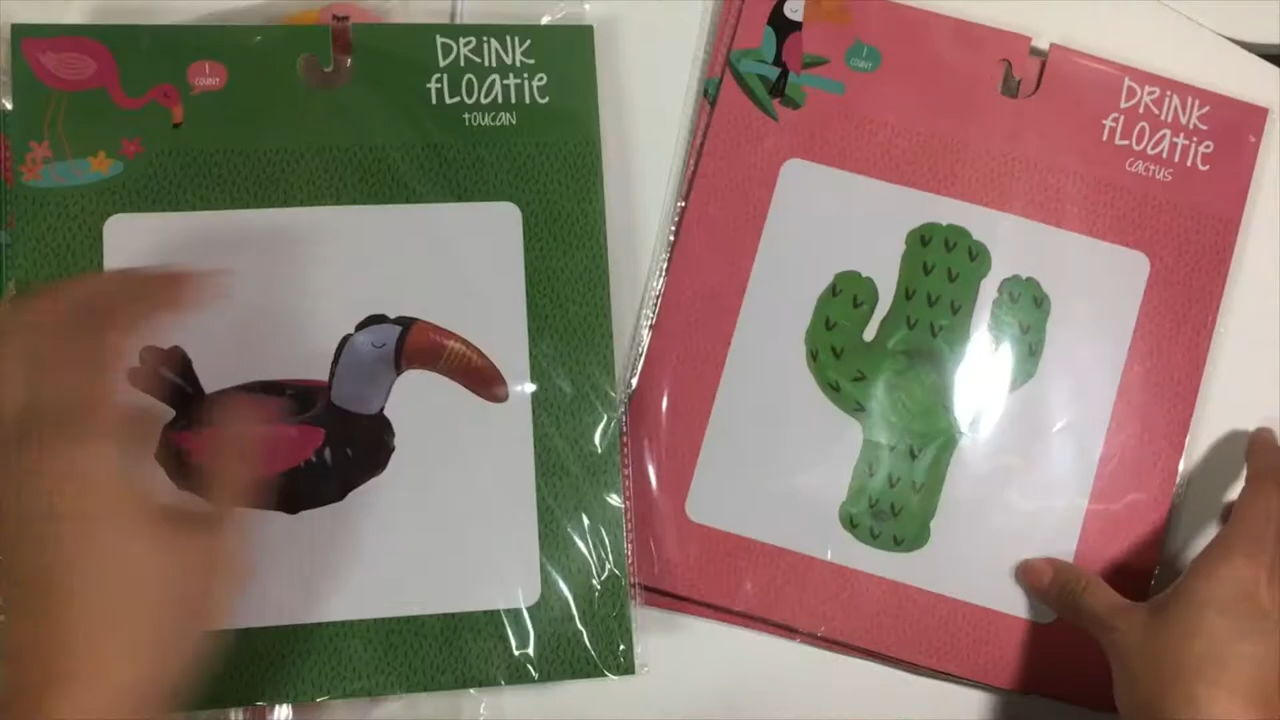 1
COUNT
DRINK
FLOATIE
TOUCAN
1
COUNT
DRINK
FLOATIE
CACTUS